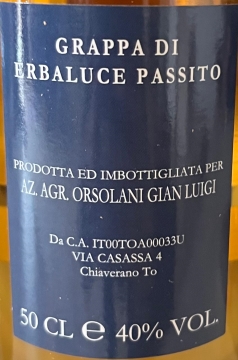 GRAPPA DI
ERBALUCE PASSITO
PRODOTTA ED IMBOTTIGLIATA PER
AZ. AGR. ORSOLANI GIAN LUIGI
Da C.A. IT00TOA00033U
VIA CASASSA 4
Chiaverano To
50 CL ℮ 40% VOL.